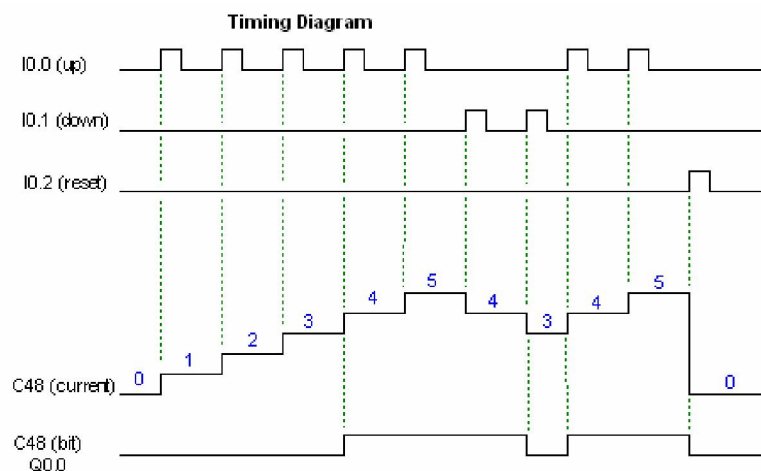 Timing Diagram
I0.0 (up)
I0.1 (down)
I0.2 (reset)
5 5
4 4 4
3 3
2
1
0 0
C48 (current)
C48 (bit)
Q0.0